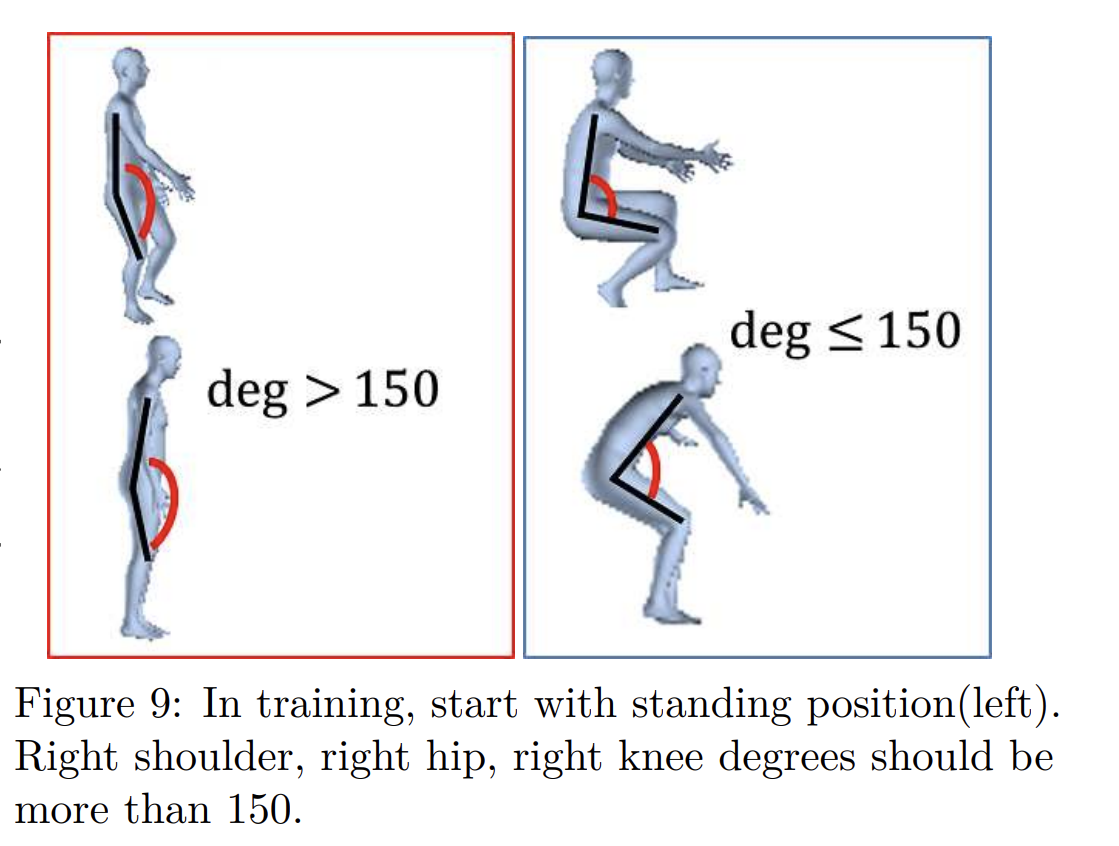 deg > 150
deg ≤ 150
Figure 9: In training, start with standing position(left).
Right shoulder, right hip, right knee degrees should be
more than 150.